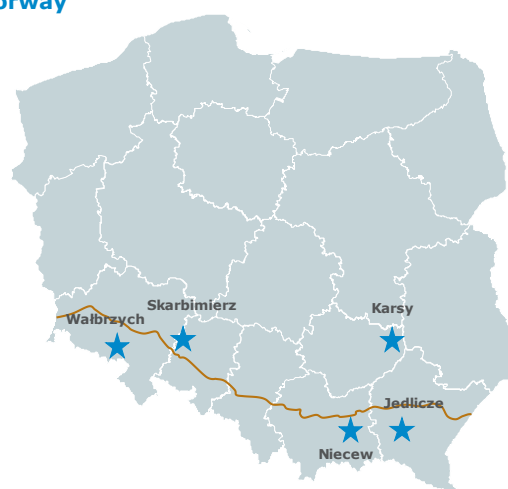 orway
Skarbimierz
Karsy
Wałbrzych
Jedlicze
Niecew